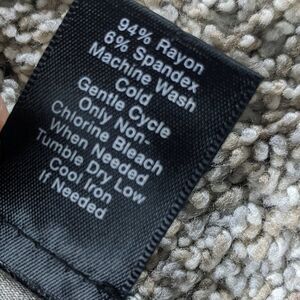 94% Rayon
6% Spandex
Machine Wash
Cold
Gentle Cycle
Only Non-
Chlorine Bleach
When Needed
Tumble Dry Low
Cool Iron
If Needed